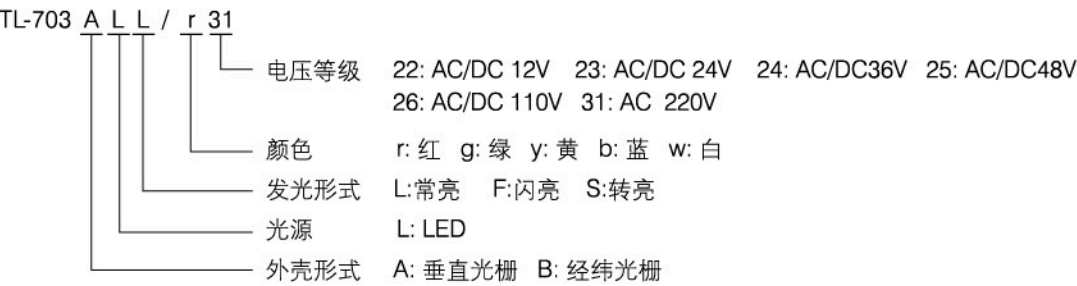 TL-703 A L L / r 31
电压等级 22: AC/DC 12V 23: AC/DC 24V 24: AC/DC36V 25: AC/DC48V
26: AC/DC 110V 31: AC 220V
颜色 r: 红 g: 绿 y: 黄 b: 蓝 w: 白
发光形式 L:常亮 F:闪亮 S:转亮
光源 L: LED
外壳形式 A: 垂直光栅 B: 经纬光栅